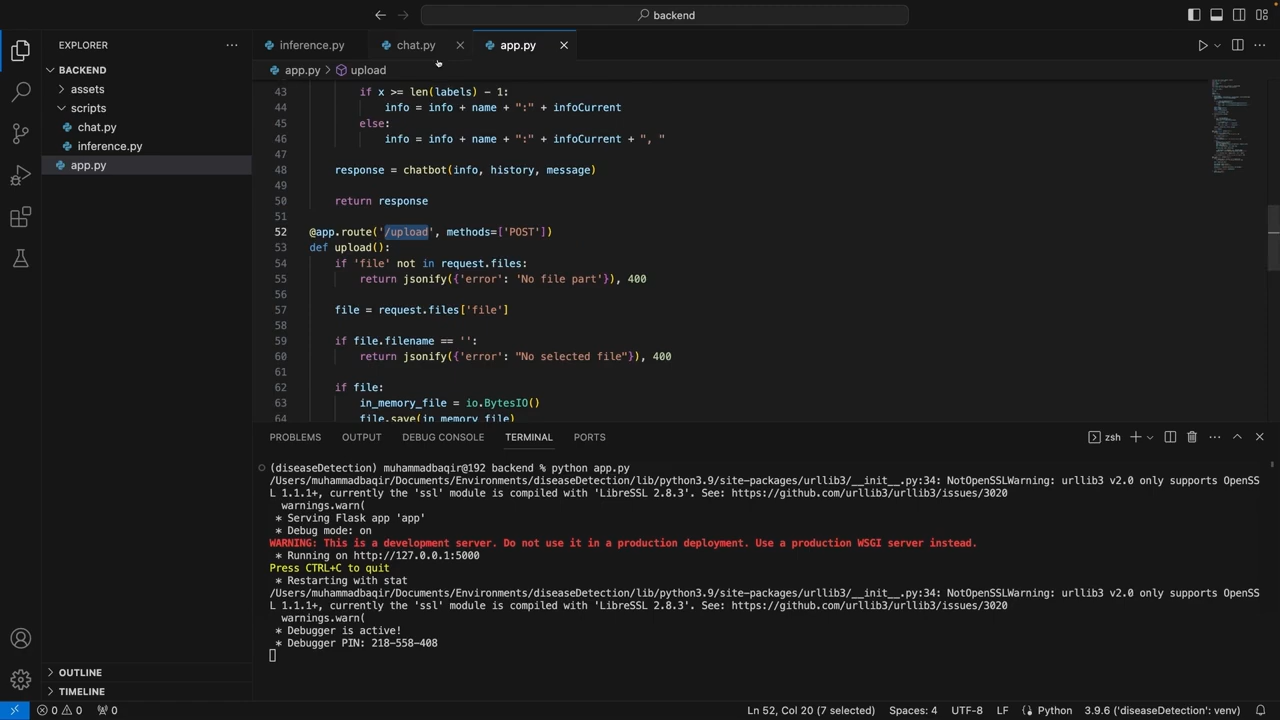 backend
EXPLORER
BACKEND
assets
scripts
chat.py
inference.py
app.py
OUTLINE
TIMELINE
inference.py
chat.py
app.py
app.py
upload
43 if x >= len(labels) - 1:
44 info = info + name + ":" + infoCurrent
45 else:
46 info = info + name + ":" + infoCurrent + ", "
47
48 response = chatbot(info, history, message)
49
50 return response
51
52 @app.route('/upload', methods=['POST'])
53 def upload():
54 if 'file' not in request.files:
55 return jsonify({'error': 'No file part'}), 400
56
57 file = request.files['file']
58
59 if file.filename == '':
60 return jsonify({'error': "No selected file"}), 400
61
62 if file:
63 in_memory_file = io.BytesIO()
64 file.save(in_memory_file)
PROBLEMS
OUTPUT
DEBUG CONSOLE
TERMINAL
PORTS
zsh
(diseaseDetection) muhammadbaqir@192 backend % python app.py
/Users/muhammadbaqir/Documents/Environments/diseaseDetection/lib/python3.9/site-packages/urllib3/__init__.py:34: NotOpenSSLWarning: urllib3 v2.0 only supports OpenSS
L 1.1.1+, currently the 'ssl' module is compiled with 'LibreSSL 2.8.3'. See: https://github.com/urllib3/urllib3/issues/3020
warnings.warn(
* Serving Flask app 'app'
* Debug mode: on
WARNING: This is a development server. Do not use it in a production deployment. Use a production WSGI server instead.
* Running on http://127.0.0.1:5000
Press CTRL+C to quit
* Restarting with stat
/Users/muhammadbaqir/Documents/Environments/diseaseDetection/lib/python3.9/site-packages/urllib3/__init__.py:34: NotOpenSSLWarning: urllib3 v2.0 only supports OpenSS
L 1.1.1+, currently the 'ssl' module is compiled with 'LibreSSL 2.8.3'. See: https://github.com/urllib3/urllib3/issues/3020
warnings.warn(
* Debugger is active!
* Debugger PIN: 218-558-408
0 0
0
Ln 52, Col 20 (7 selected)
Spaces: 4
UTF-8
LF
Python
3.9.6 ('diseaseDetection': venv)